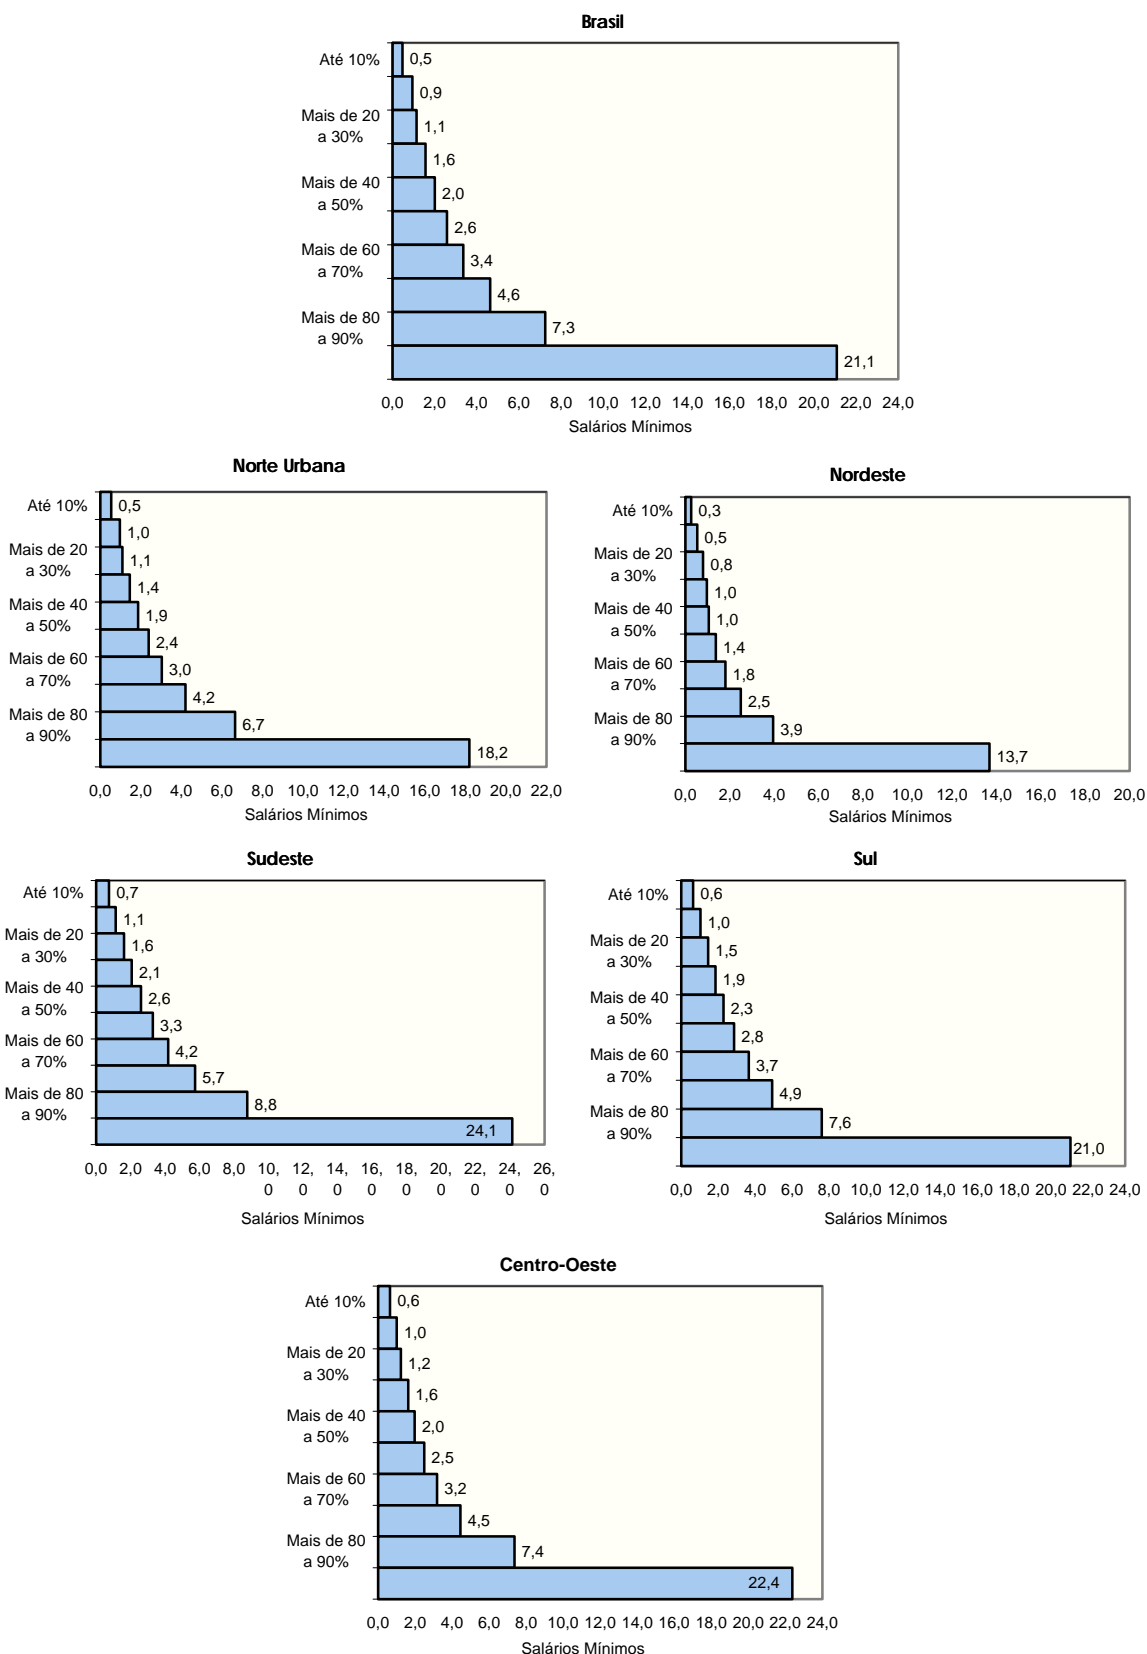 Brasil
Até 10%
0,5
0,9
Mais de 20
a 30%
1,1
1,6
Mais de 40
a 50%
2,0
2,6
Mais de 60
a 70%
3,4
4,6
Mais de 80
a 90%
7,3
21,1
0,0 2,0 4,0 6,0 8,0 10,0 12,0 14,0 16,0 18,0 20,0 22,0 24,0
Salários Mínimos
Norte Urbana
Até 10%
0,5
1,0
Mais de 20
a 30%
1,1
1,4
Mais de 40
a 50%
1,9
2,4
Mais de 60
a 70%
3,0
4,2
Mais de 80
a 90%
6,7
18,2
0,0 2,0 4,0 6,0 8,0 10,0 12,0 14,0 16,0 18,0 20,0 22,0
Salários Mínimos
Nordeste
Até 10%
0,3
0,5
Mais de 20
a 30%
0,8
1,0
Mais de 40
a 50%
1,0
1,4
Mais de 60
a 70%
1,8
2,5
Mais de 80
a 90%
3,9
13,7
0,0 2,0 4,0 6,0 8,0 10,0 12,0 14,0 16,0 18,0 20,0
Salários Mínimos
Sudeste
Até 10%
0,7
1,1
Mais de 20
a 30%
1,6
2,1
Mais de 40
a 50%
2,6
3,3
Mais de 60
a 70%
4,2
5,7
Mais de 80
a 90%
8,8
24,1
0,0 2,0 4,0 6,0 8,0 10, 12, 14, 16, 18, 20, 22, 24, 26,
0 0 0 0 0 0 0 0 0
Salários Mínimos
Sul
Até 10%
0,6
1,0
Mais de 20
a 30%
1,5
1,9
Mais de 40
a 50%
2,3
2,8
Mais de 60
a 70%
3,7
4,9
Mais de 80
a 90%
7,6
21,0
0,0 2,0 4,0 6,0 8,0 10,0 12,0 14,0 16,0 18,0 20,0 22,0 24,0
Salários Mínimos
Centro-Oeste
Até 10%
0,6
1,0
Mais de 20
a 30%
1,2
1,6
Mais de 40
a 50%
2,0
2,5
Mais de 60
a 70%
3,2
4,5
Mais de 80
a 90%
7,4
22,4
0,0 2,0 4,0 6,0 8,0 10,0 12,0 14,0 16,0 18,0 20,0 22,0 24,0
Salários Mínimos